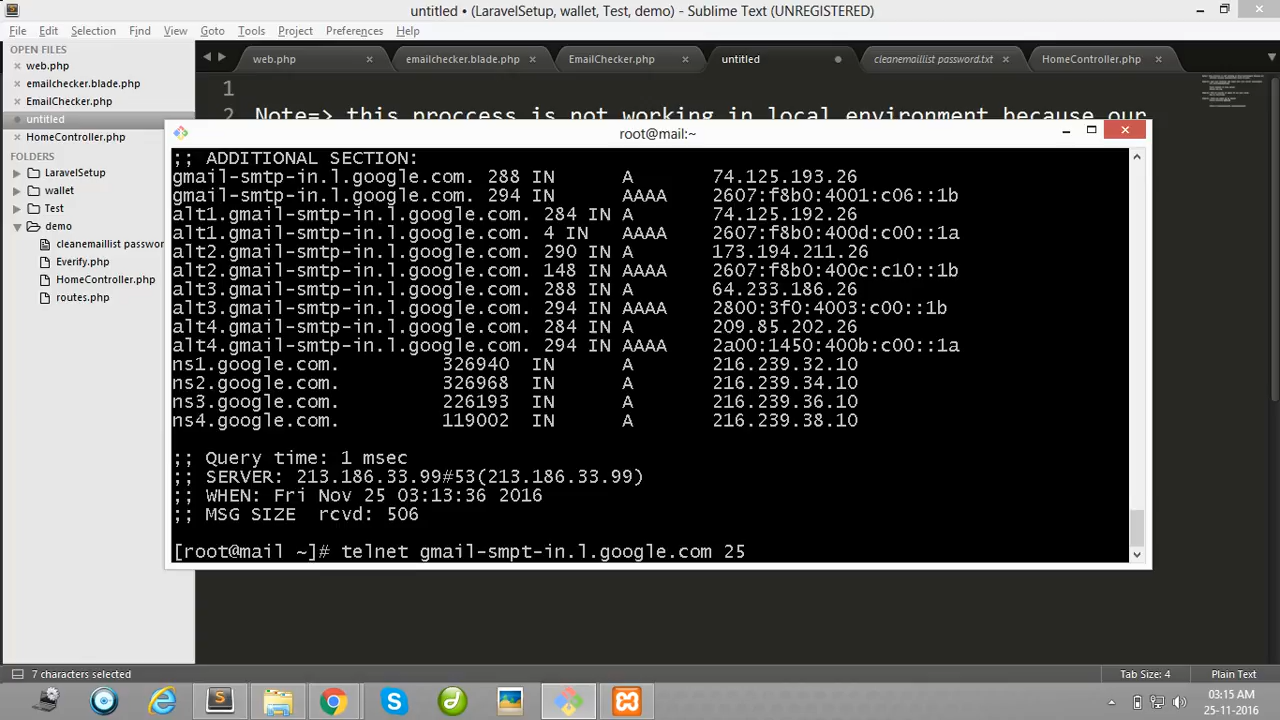 untitled • (LaravelSetup, wallet, Test, demo) - Sublime Text (UNREGISTERED)
File Edit Selection Find View Goto Tools Project Preferences Help
OPEN FILES
web.php
emailchecker.blade.php
EmailChecker.php
untitled
HomeController.php
FOLDERS
LaravelSetup
wallet
Test
demo
cleanemaillist passwor
Everify.php
HomeController.php
routes.php
web.php emailchecker.blade.php EmailChecker.php untitled cleanemaillist password.txt HomeController.php
1
2 Note=> this proccess is not working in local environment because our
root@mail:~
;; ADDITIONAL SECTION:
gmail-smtp-in.l.google.com. 288 IN A 74.125.193.26
gmail-smtp-in.l.google.com. 294 IN AAAA 2607:f8b0:4001:c06::1b
alt1.gmail-smtp-in.l.google.com. 284 IN A 74.125.192.26
alt1.gmail-smtp-in.l.google.com. 4 IN AAAA 2607:f8b0:400d:c00::1a
alt2.gmail-smtp-in.l.google.com. 290 IN A 173.194.211.26
alt2.gmail-smtp-in.l.google.com. 148 IN AAAA 2607:f8b0:400c:c10::1b
alt3.gmail-smtp-in.l.google.com. 288 IN A 64.233.186.26
alt3.gmail-smtp-in.l.google.com. 294 IN AAAA 2800:3f0:4003:c00::1b
alt4.gmail-smtp-in.l.google.com. 284 IN A 209.85.202.26
alt4.gmail-smtp-in.l.google.com. 294 IN AAAA 2a00:1450:400b:c00::1a
ns1.google.com. 326940 IN A 216.239.32.10
ns2.google.com. 326968 IN A 216.239.34.10
ns3.google.com. 226193 IN A 216.239.36.10
ns4.google.com. 119002 IN A 216.239.38.10
;; Query time: 1 msec
;; SERVER: 213.186.33.99#53(213.186.33.99)
;; WHEN: Fri Nov 25 03:13:36 2016
;; MSG SIZE rcvd: 506
[root@mail ~]# telnet gmail-smpt-in.l.google.com 25
7 characters selected
Tab Size: 4 Plain Text
03:15 AM
25-11-2016